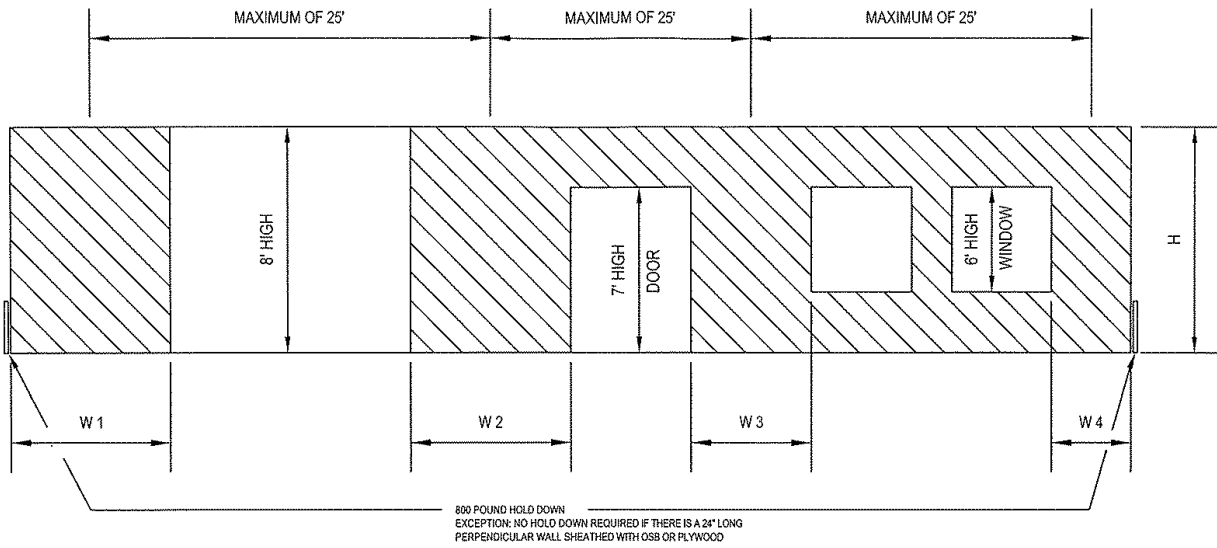 MAXIMUM OF 25'
MAXIMUM OF 25'
MAXIMUM OF 25'
8' HIGH
7' HIGH
DOOR
6' HIGH
WINDOW
H
W 1
W 2
W 3
W 4
800 POUND HOLD DOWN
EXCEPTION: NO HOLD DOWN REQUIRED IF THERE IS A 24" LONG
PERPENDICULAR WALL SHEATHED WITH OSB OR PLYWOOD